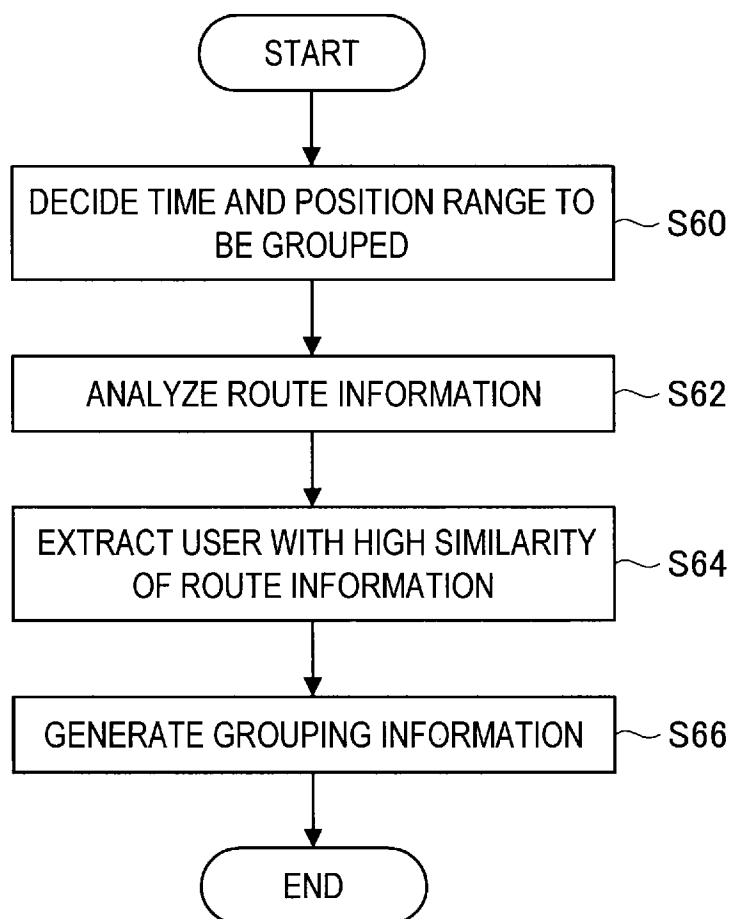 START
DECIDE TIME AND POSITION RANGE TO
BE GROUPED
S60
ANALYZE ROUTE INFORMATION
S62
EXTRACT USER WITH HIGH SIMILARITY
OF ROUTE INFORMATION
S64
GENERATE GROUPING INFORMATION
S66
END